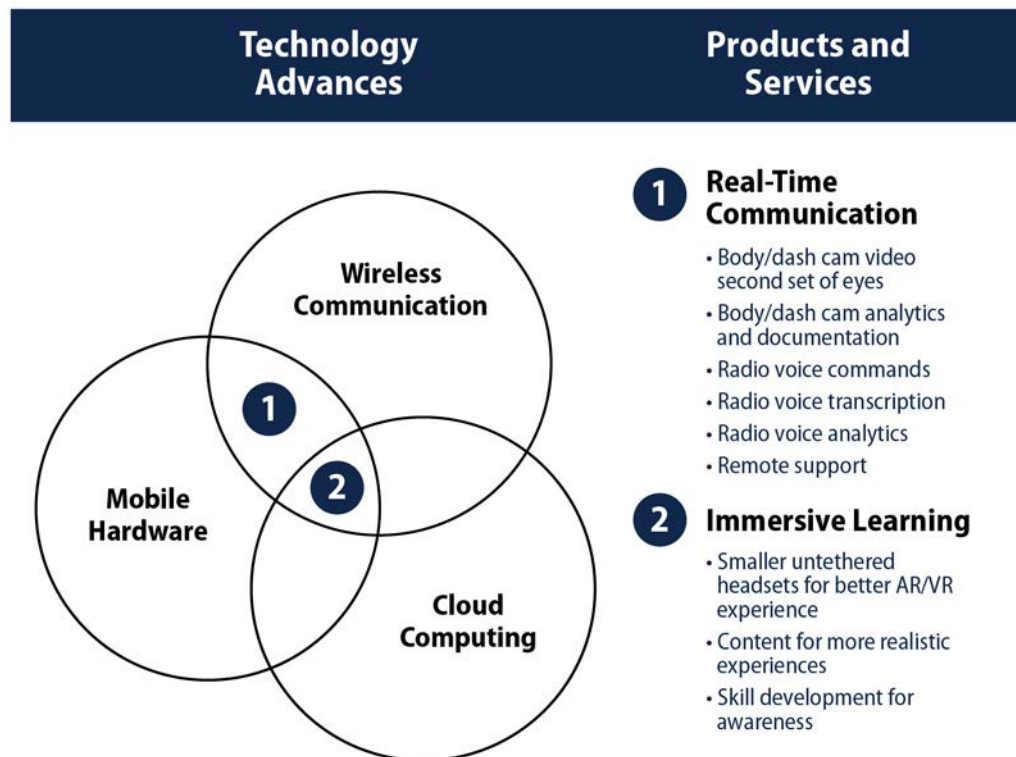 Technology
Advances
Products and
Services
Wireless
Communication
1
2
Mobile
Hardware
Cloud
Computing
1
Real-Time
Communication
• Body/dash cam video
second set of eyes
• Body/dash cam analytics
and documentation
• Radio voice commands
• Radio voice transcription
• Radio voice analytics
• Remote support
2
Immersive Learning
• Smaller untethered
headsets for better AR/VR
experience
• Content for more realistic
experiences
• Skill development for
awareness